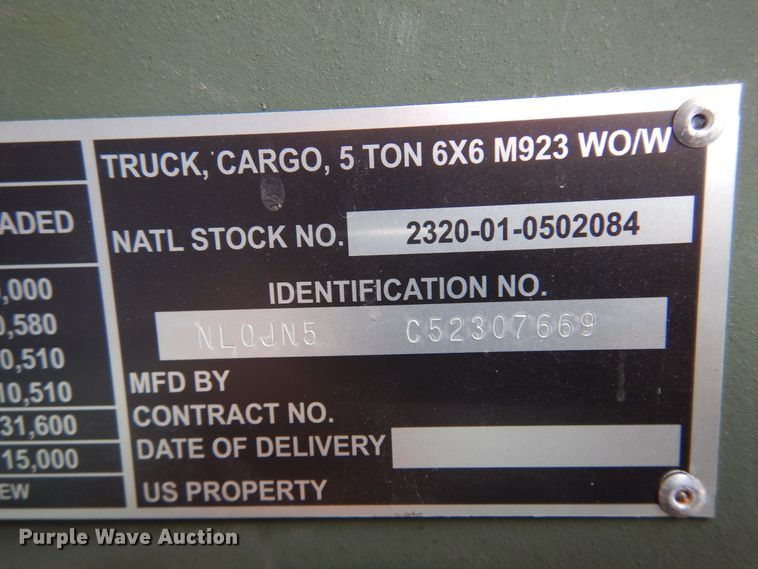 TRUCK, CARGO, 5 TON 6X6 M923 WO/W
ADED
NATL STOCK NO. 2320-01-0502084
IDENTIFICATION NO.
,000
,580
NL0JN5 C52307669
0,510
10,510
MFD BY
31,600
CONTRACT NO.
15,000
DATE OF DELIVERY
EW
US PROPERTY
Purple Wave Auction